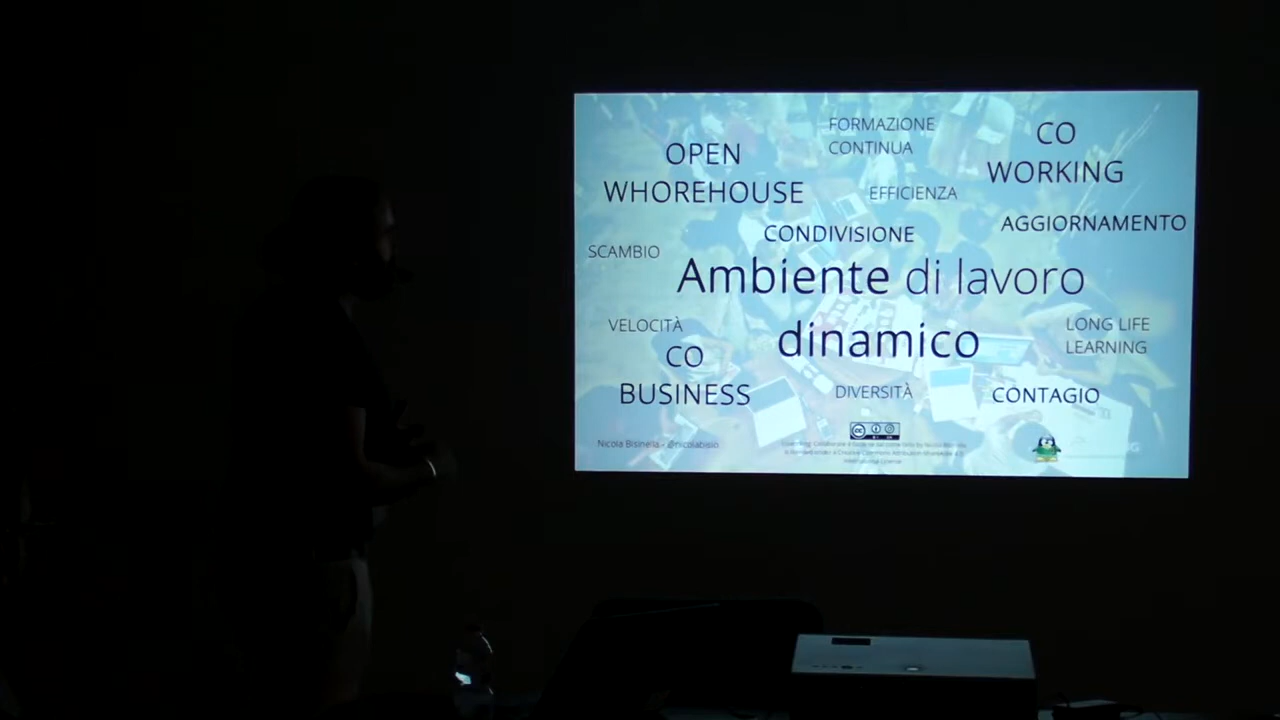 FORMAZIONE
CONTINUA
CO
WORKING
OPEN
WHOREHOUSE
EFFICIENZA
AGGIORNAMENTO
CONDIVISIONE
SCAMBIO
Ambiente di lavoro
dinamico
VELOCITÀ
LONG LIFE
LEARNING
CO
BUSINESS
DIVERSITÀ
CONTAGIO
Nicola Bisinella - @nicolabisio